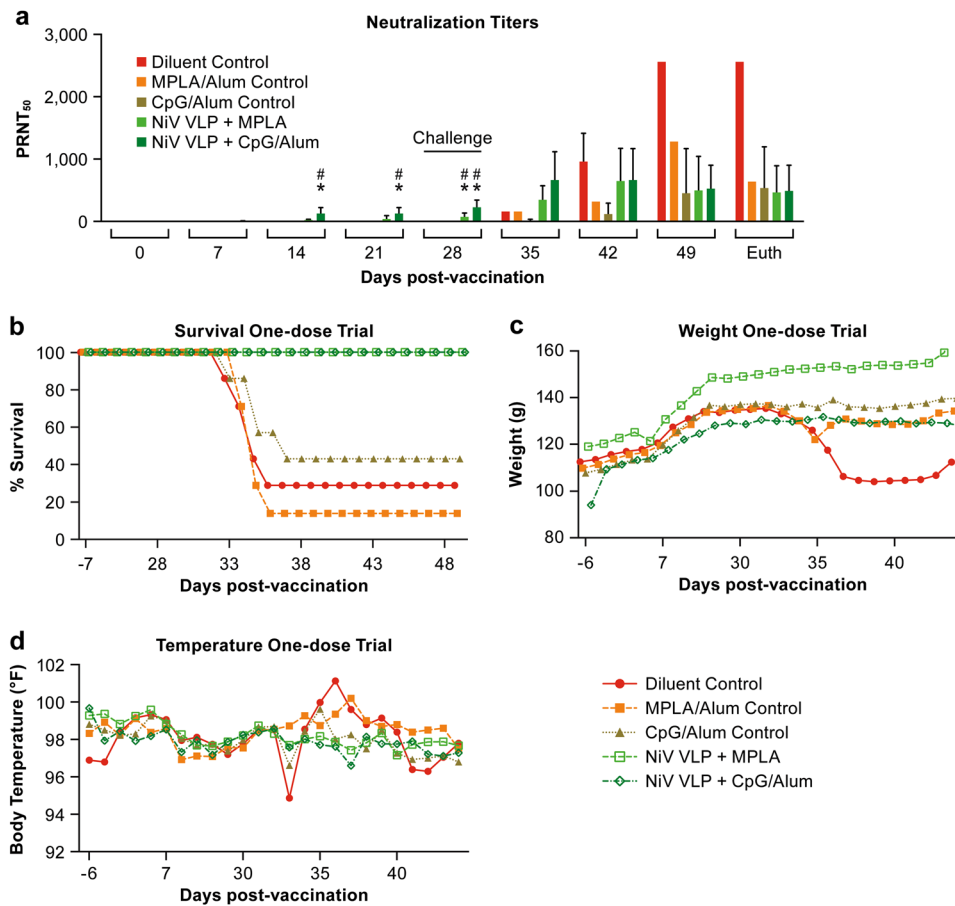 a
Neutralization Titers
3,000
2,000
1,000
0
PRNT50
Diluent Control
MPLA/Alum Control
CpG/Alum Control
NiV VLP + MPLA
NiV VLP + CpG/Alum
Challenge
# # # #
* * * *
0 7 14 21 28 35 42 49 Euth
Days post-vaccination
b
Survival One-dose Trial
100
80
60
40
20
0
% Survival
-7 28 33 38 43 48
Days post-vaccination
c
Weight One-dose Trial
160
140
120
100
80
Weight (g)
-6 7 30 35 40
Days post-vaccination
d
Temperature One-dose Trial
102
100
98
96
94
92
Body Temperature (°F)
-6 7 30 35 40
Days post-vaccination
Diluent Control
MPLA/Alum Control
CpG/Alum Control
NiV VLP + MPLA
NiV VLP + CpG/Alum